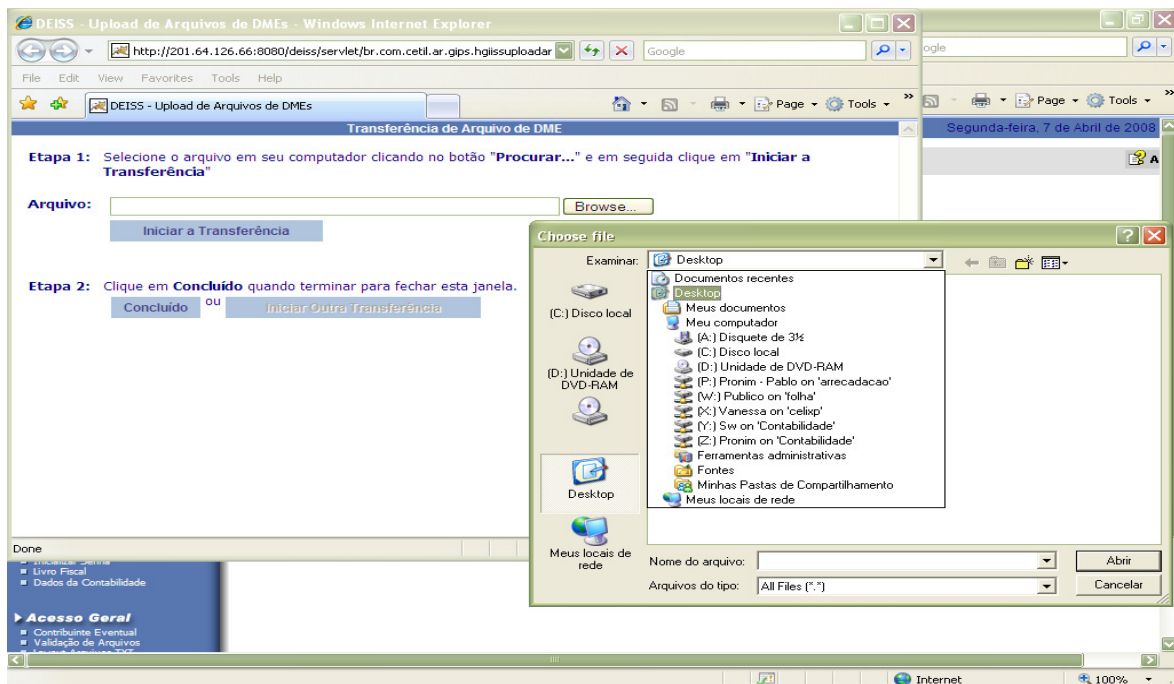 DEISS - Upload de Arquivos de DMEs - Windows Internet Explorer
http://201.64.126.66:8080/deiss/servlet/br.com.cetil.ar.gips.hgiissuploadar
Google
ogle
File Edit View Favorites Tools Help
DEISS - Upload de Arquivos de DMEs
Page Tools
Page Tools
Transferência de Arquivo de DME
Segunda-feira, 7 de Abril de 2008
A
Etapa 1: Selecione o arquivo em seu computador clicando no botão "Procurar..." e em seguida clique em "Iniciar a
Transferência"
Arquivo:
Browse...
Iniciar a Transferência
Etapa 2: Clique em Concluído quando terminar para fechar esta janela.
Concluído ou Iniciar Outra Transferência
Choose file
Examinar: Desktop
Documentos recentes
Desktop
Meus documentos
Meu computador
(A:) Disquete de 3½
(C:) Disco local
(D:) Unidade de DVD-RAM
(P:) Pronim - Pablo on 'arrecadacao'
(W:) Publico on 'folha'
(X:) Vanessa on 'celixp'
(Y:) Sw on 'Contabilidade'
(Z:) Pronim on 'Contabilidade'
Ferramentas administrativas
Fontes
Minhas Pastas de Compartilhamento
Meus locais de rede
(C:) Disco local
(D:) Unidade de
DVD-RAM
Desktop
Meus locais de
rede
Nome do arquivo:
Abrir
Arquivos do tipo: All Files (*.*)
Cancelar
Done
Livro Fiscal
Dados da Contabilidade
Acesso Geral
Contribuinte Eventual
Validação de Arquivos
Internet
100%